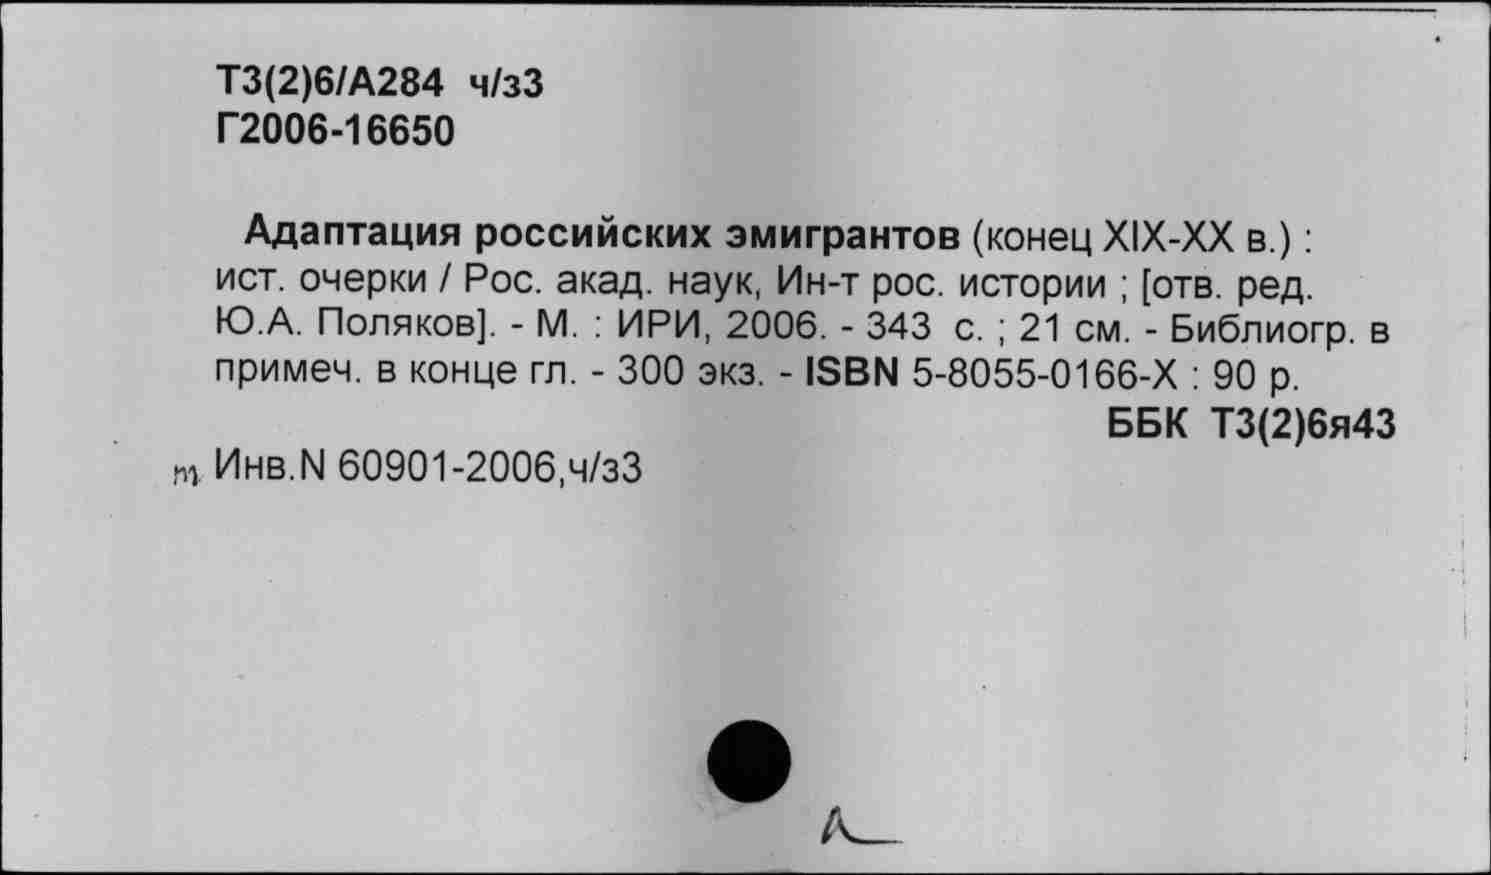 Т3(2)6/А284 ч/з3
Г2006-16650
Адаптация российских эмигрантов (конец XIX-XX в.) :
ист. очерки / Рос. акад. наук, Ин-т рос. истории ; [отв. ред.
Ю.А. Поляков]. - М. : ИРИ, 2006. - 343 с. ; 21 см. - Библиогр. в
примеч. в конце гл. - 300 экз. - ISBN 5-8055-0166-X : 90 р.
ББК Т3(2)6я43
Инв.N 60901-2006,ч/з3